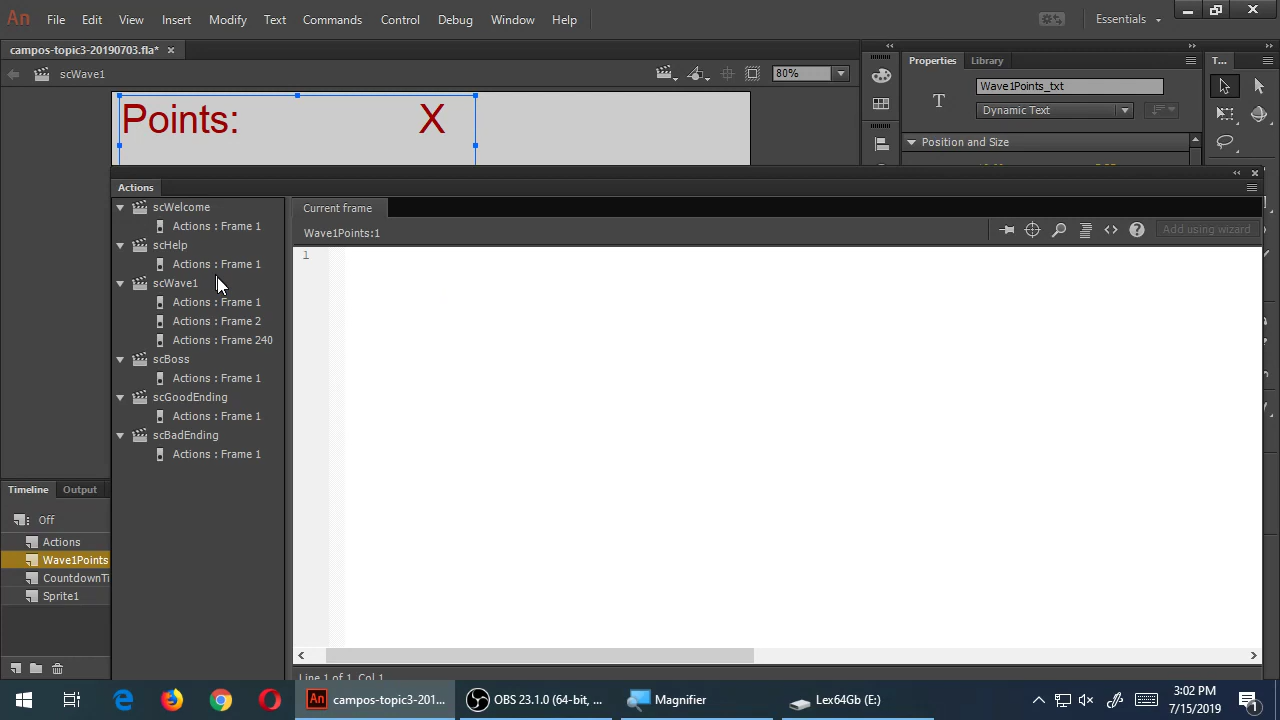 An File Edit View Insert Modify Text Commands Control Debug Window Help Essentials
campos-topic3-20190703.fla* ×
scWave1 80%
Properties Library T...
Wave1Points_txt
Dynamic Text
Position and Size
Points: X
Actions
scWelcome
Actions : Frame 1
scHelp
Actions : Frame 1
scWave1
Actions : Frame 1
Actions : Frame 2
Actions : Frame 240
scBoss
Actions : Frame 1
scGoodEnding
Actions : Frame 1
scBadEnding
Actions : Frame 1
Current frame
Wave1Points:1
Add using wizard
1
Line 1 of 1, Col 1
Timeline Output
Off
Actions
Wave1Points
CountdownTi
Sprite1
An campos-topic3-201... OBS 23.1.0 (64-bit, ... Magnifier Lex64Gb (E:)
3:02 PM
7/15/2019
1